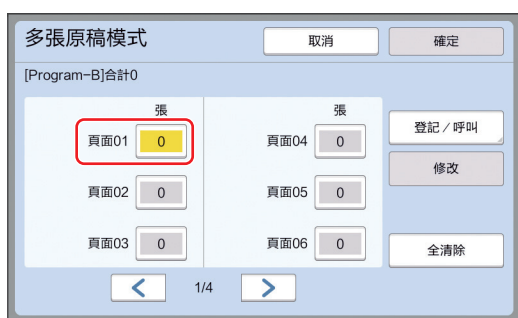 多張原稿模式 取消 確定
[Program-B]合計0
張 張
頁面01 0 頁面04 0 登記／呼叫
頁面02 0 頁面05 0 修改
頁面03 0 頁面06 0 全清除
1/4